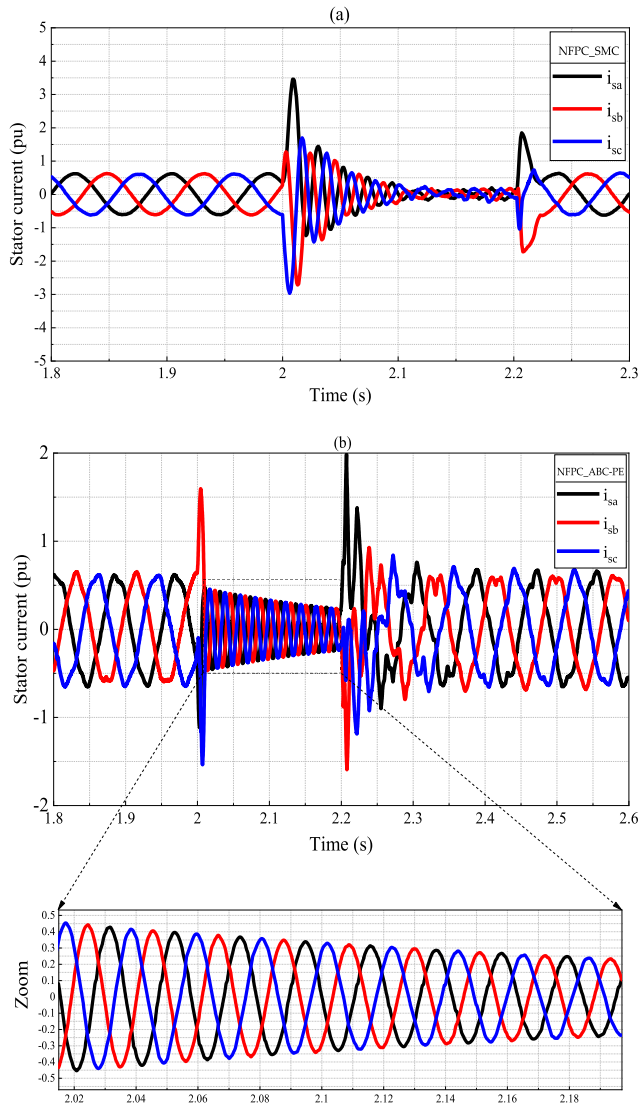 (a)
NFPC_SMC
isa
isb
isc
Stator current (pu)
5
4
3
2
1
0
-1
-2
-3
-4
-5
1.8 1.9 2 2.1 2.2 2.3
Time (s)
(b)
NFPC_ABC-PE
isa
isb
isc
Stator current (pu)
2
1
0
-1
-2
1.8 1.9 2 2.1 2.2 2.3 2.4 2.5 2.6
Time (s)
Zoom
0.5
0.4
0.3
0.2
0.1
0
-0.1
-0.2
-0.3
-0.4
-0.5
2.02 2.04 2.06 2.08 2.1 2.12 2.14 2.16 2.18